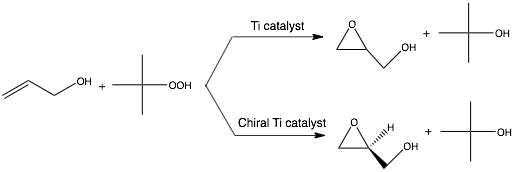 Ti catalyst
O
OH + OH
OH + OOH
Chiral Ti catalyst
O H
OH + OH